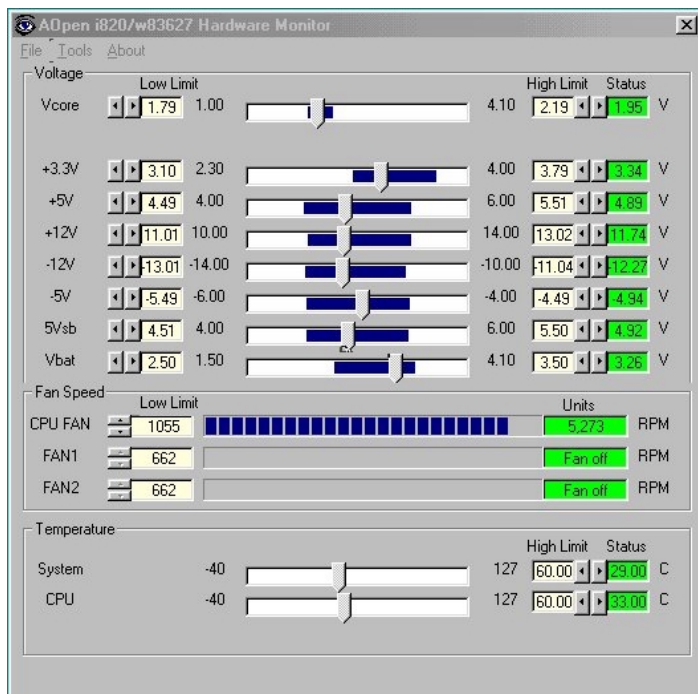 AOpen i820/w83627 Hardware Monitor
File Tools About
Voltage
Low Limit High Limit Status
Vcore 1.79 1.00 4.10 2.19 1.95 V
+3.3V 3.10 2.30 4.00 3.79 3.34 V
+5V 4.49 4.00 6.00 5.51 4.89 V
+12V 11.01 10.00 14.00 13.02 11.74 V
-12V -13.01 -14.00 -10.00 -11.04 -12.27 V
-5V -5.49 -6.00 -4.00 -4.49 -4.94 V
5Vsb 4.51 4.00 6.00 5.50 4.92 V
Vbat 2.50 1.50 4.10 3.50 3.26 V
Fan Speed
Low Limit Units
CPU FAN 1055 5,273 RPM
FAN1 662 Fan off RPM
FAN2 662 Fan off RPM
Temperature
High Limit Status
System -40 127 60.00 29.00 C
CPU -40 127 60.00 33.00 C